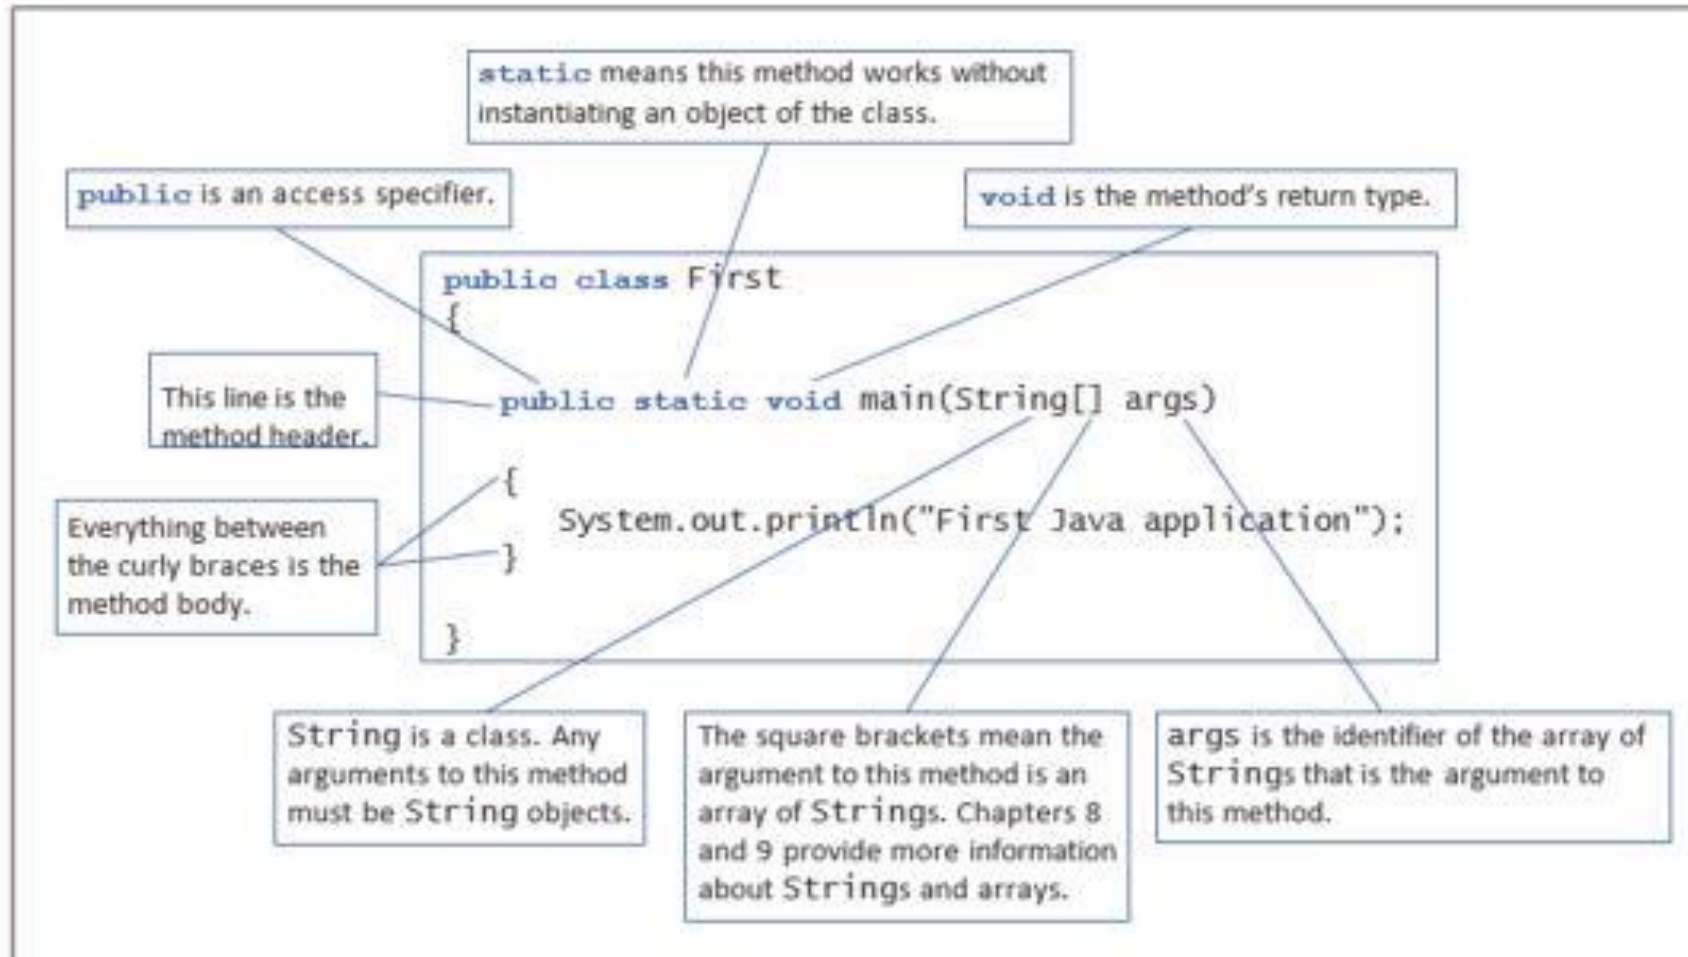 static means this method works without
instantiating an object of the class.
public is an access specifier.
void is the method's return type.
public class First
{
This line is the
method header.
public static void main(String[] args)
{
Everything between
the curly braces is the
method body.
System.out.println("First Java application");
}
}
String is a class. Any
arguments to this method
must be String objects.
The square brackets mean the
argument to this method is an
array of Strings. Chapters 8
and 9 provide more information
about Strings and arrays.
args is the identifier of the array of
Strings that is the argument to
this method.